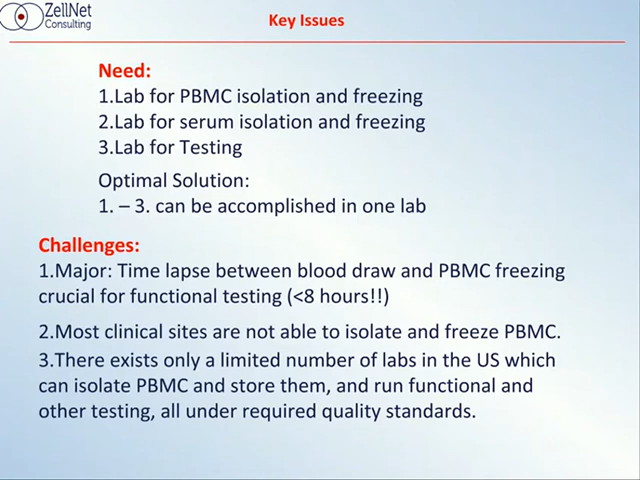 ZellNet
Consulting
Key Issues
Need:
1.Lab for PBMC isolation and freezing
2.Lab for serum isolation and freezing
3.Lab for Testing
Optimal Solution:
1. – 3. can be accomplished in one lab
Challenges:
1.Major: Time lapse between blood draw and PBMC freezing
crucial for functional testing (<8 hours!!)
2.Most clinical sites are not able to isolate and freeze PBMC.
3.There exists only a limited number of labs in the US which
can isolate PBMC and store them, and run functional and
other testing, all under required quality standards.